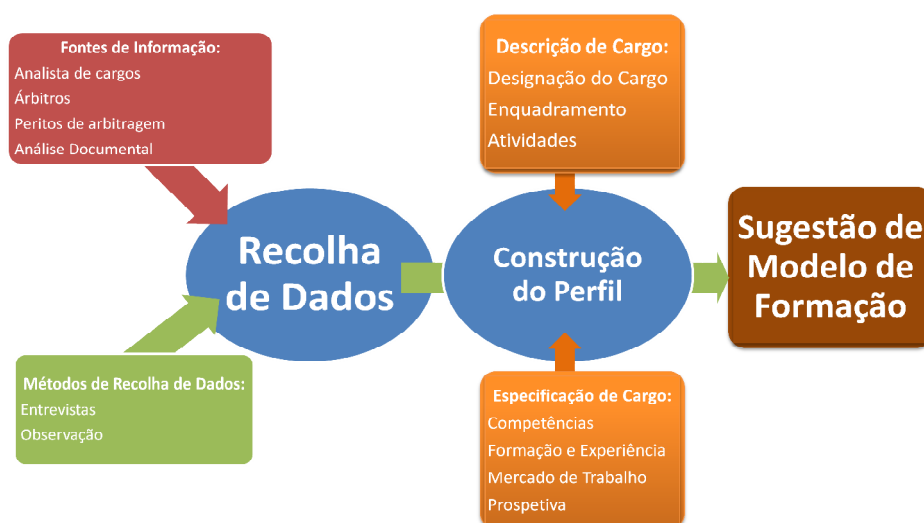 Fontes de Informação:
Analista de cargos
Árbitros
Peritos de arbitragem
Análise Documental
Descrição de Cargo:
Designação do Cargo
Enquadramento
Atividades
Recolha
de Dados
Construção
do Perfil
Sugestão de
Modelo de
Formação
Métodos de Recolha de Dados:
Entrevistas
Observação
Especificação de Cargo:
Competências
Formação e Experiência
Mercado de Trabalho
Prospetiva